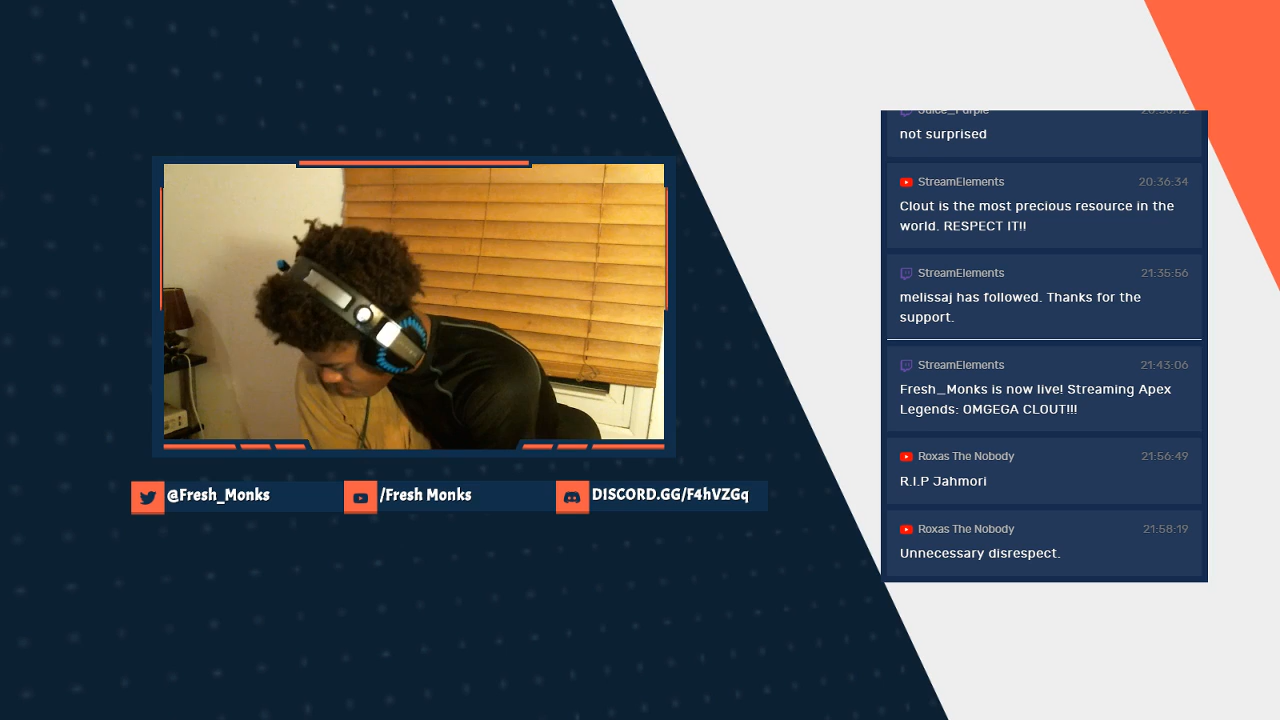 not surprised
StreamElements 20:36:34
Clout is the most precious resource in the
world. RESPECT IT!!
StreamElements 21:35:56
melissaj has followed. Thanks for the
support.
StreamElements 21:43:06
Fresh_Monks is now live! Streaming Apex
Legends: OMGEGA CLOUT!!!
Roxas The Nobody 21:56:49
R.I.P Jahmori
Roxas The Nobody 21:58:19
Unnecessary disrespect.
@Fresh_Monks
/Fresh Monks
DISCORD.GG/F4hVZGq